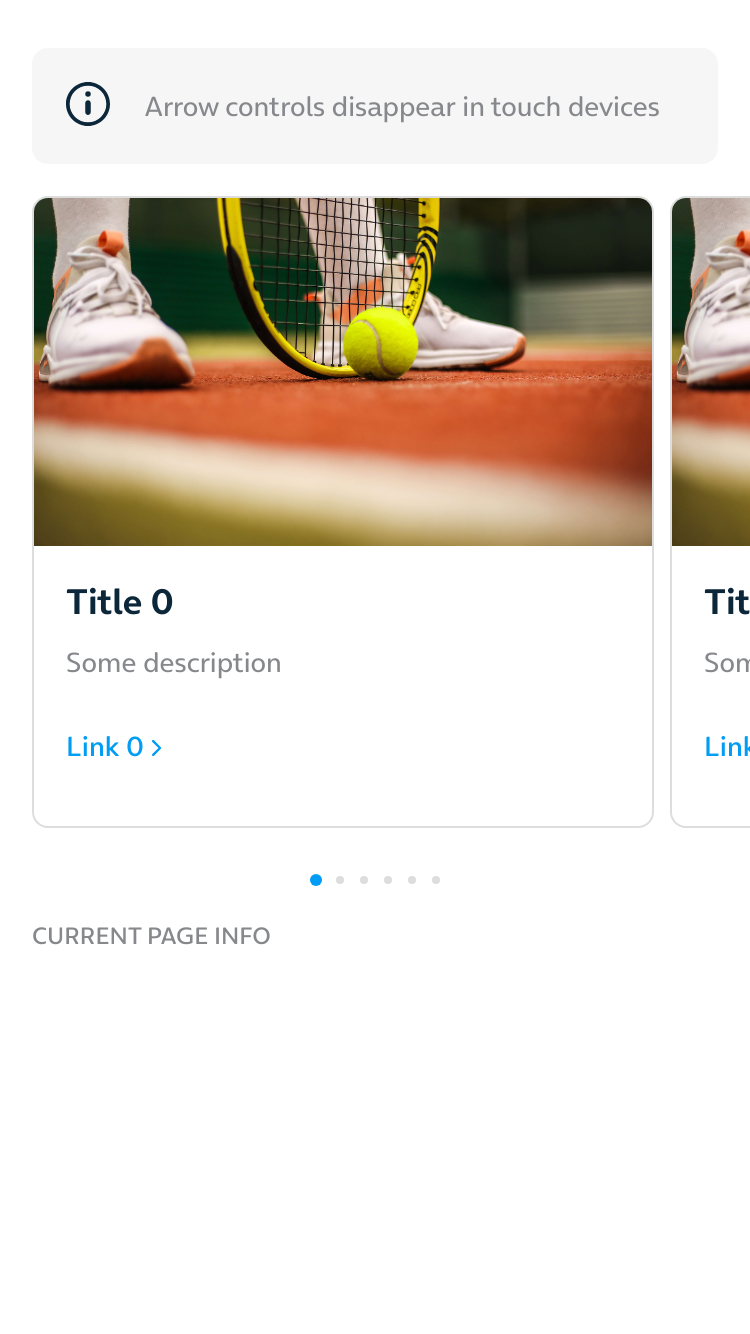 Arrow controls disappear in touch devices
Title 0
Some description
Link 0
Tit
Som
Link
CURRENT PAGE INFO